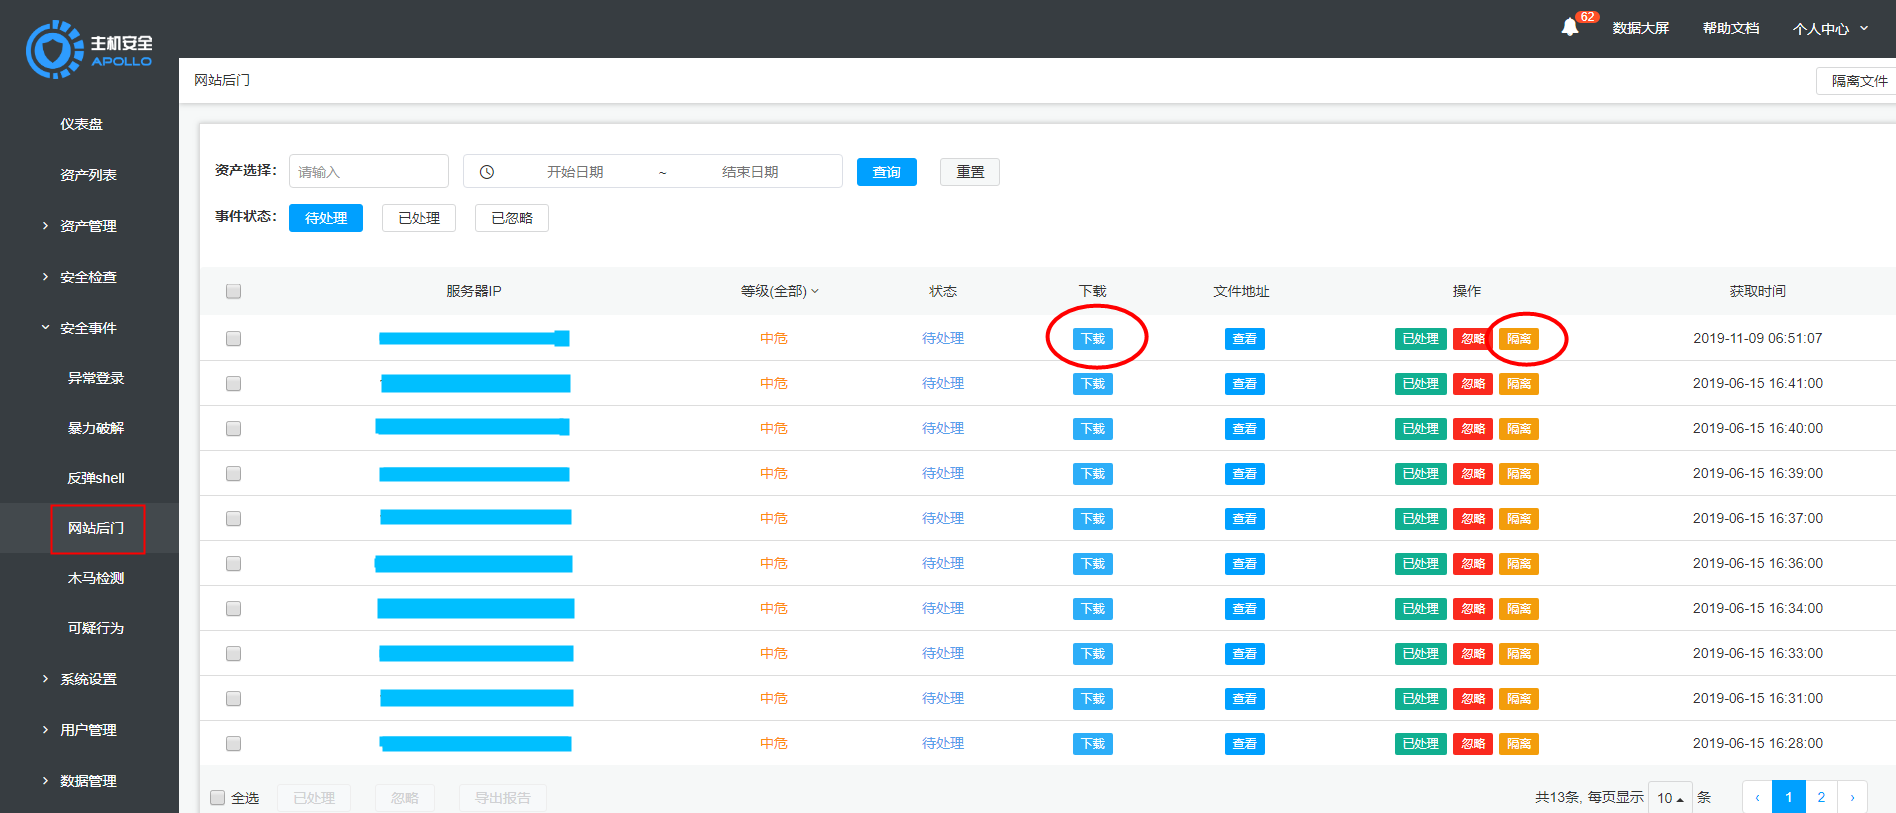 主机安全
APOLLO
62
数据大屏
帮助文档
个人中心
网站后门
隔离文件
仪表盘
资产列表
资产管理
安全检查
安全事件
异常登录
暴力破解
反弹shell
网站后门
木马检测
可疑行为
系统设置
用户管理
数据管理
资产选择: 请输入 开始日期 ~ 结束日期 查询 重置
事件状态: 待处理 已处理 已忽略
服务器IP 等级(全部) 状态 下载 文件地址 操作 获取时间
中危 待处理 下载 查看 已处理 忽略 隔离 2019-11-09 06:51:07
中危 待处理 下载 查看 已处理 忽略 隔离 2019-06-15 16:41:00
中危 待处理 下载 查看 已处理 忽略 隔离 2019-06-15 16:40:00
中危 待处理 下载 查看 已处理 忽略 隔离 2019-06-15 16:39:00
中危 待处理 下载 查看 已处理 忽略 隔离 2019-06-15 16:37:00
中危 待处理 下载 查看 已处理 忽略 隔离 2019-06-15 16:36:00
中危 待处理 下载 查看 已处理 忽略 隔离 2019-06-15 16:34:00
中危 待处理 下载 查看 已处理 忽略 隔离 2019-06-15 16:33:00
中危 待处理 下载 查看 已处理 忽略 隔离 2019-06-15 16:31:00
中危 待处理 下载 查看 已处理 忽略 隔离 2019-06-15 16:28:00
全选 已处理 忽略 导出报告 共13条, 每页显示 10 条 ‹ 1 2 ›